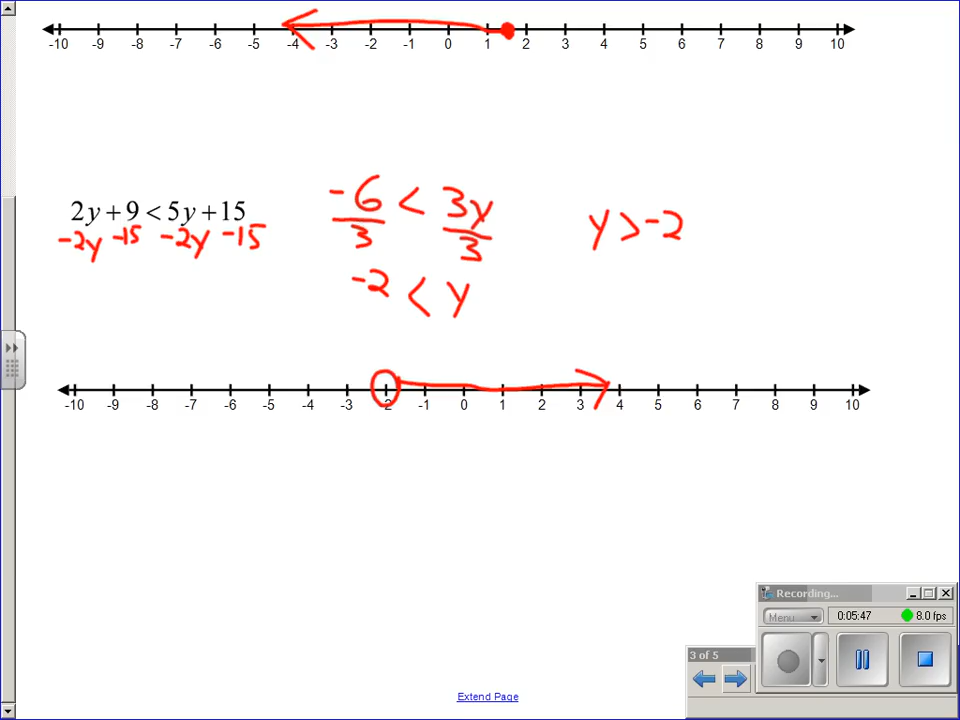 -10 -9 -8 -7 -6 -5 -4 -3 -2 -1 0 1 2 3 4 5 6 7 8 9 10
2y + 9 < 5y + 15
-2y -15 -2y -15
-6 < 3y
3 3
-2 < y
y > -2
-10 -9 -8 -7 -6 -5 -4 -3 -2 -1 0 1 2 3 4 5 6 7 8 9 10
Recording...
Menu 0:05:47 8.0 fps
3 of 5
Extend Page